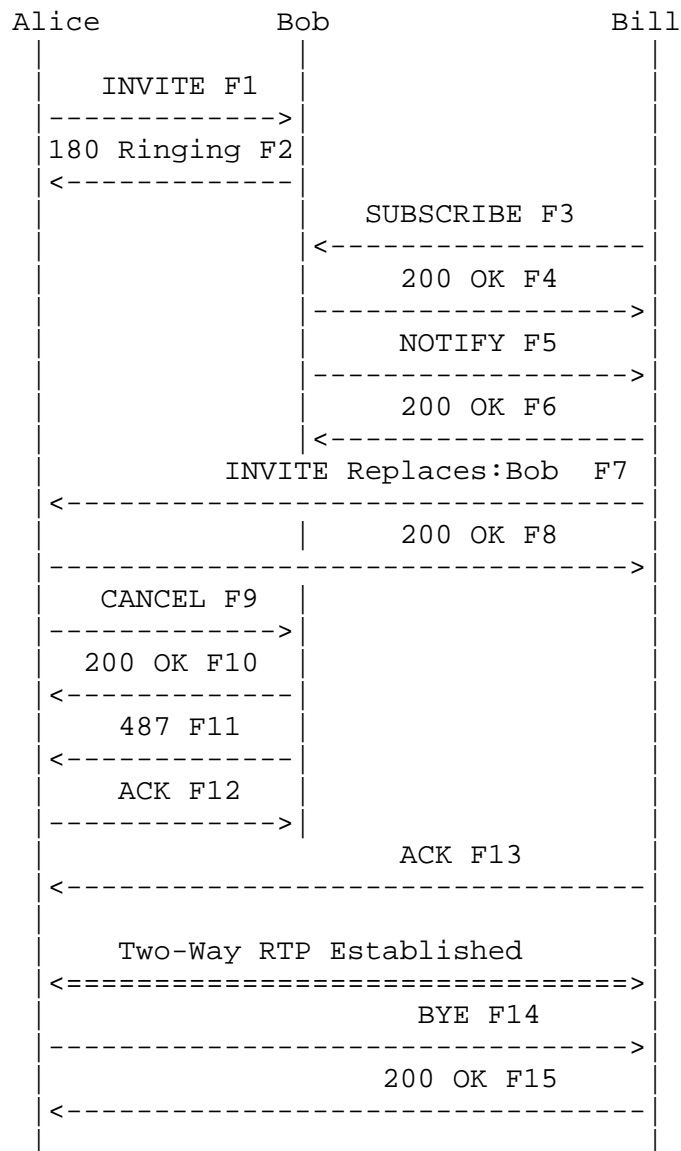 Alice Bob Bill
INVITE F1
180 Ringing F2
SUBSCRIBE F3
200 OK F4
NOTIFY F5
200 OK F6
INVITE Replaces:Bob F7
200 OK F8
CANCEL F9
200 OK F10
487 F11
ACK F12
ACK F13
Two-Way RTP Established
BYE F14
200 OK F15